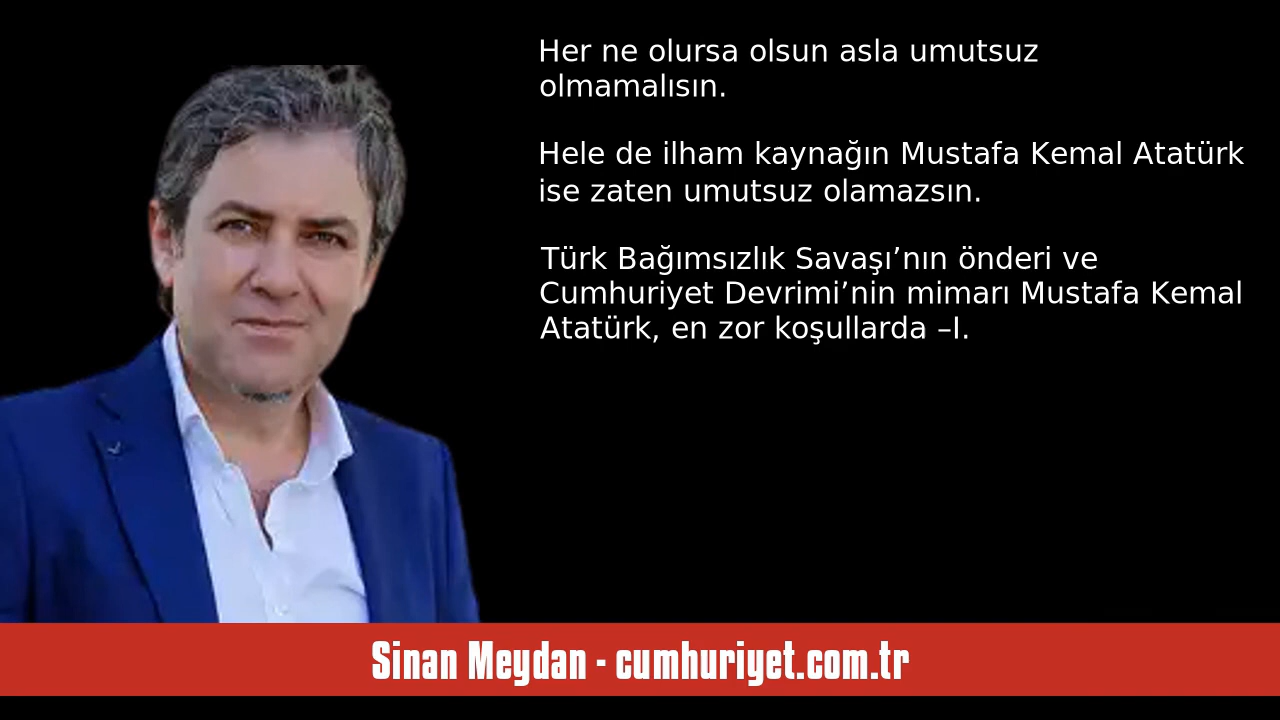 Her ne olursa olsun asla umutsuz
olmamalısın.
Hele de ilham kaynağın Mustafa Kemal Atatürk
ise zaten umutsuz olamazsın.
Türk Bağımsızlık Savaşı’nın önderi ve
Cumhuriyet Devrimi’nin mimarı Mustafa Kemal
Atatürk, en zor koşullarda –I.
Sinan Meydan - cumhuriyet.com.tr